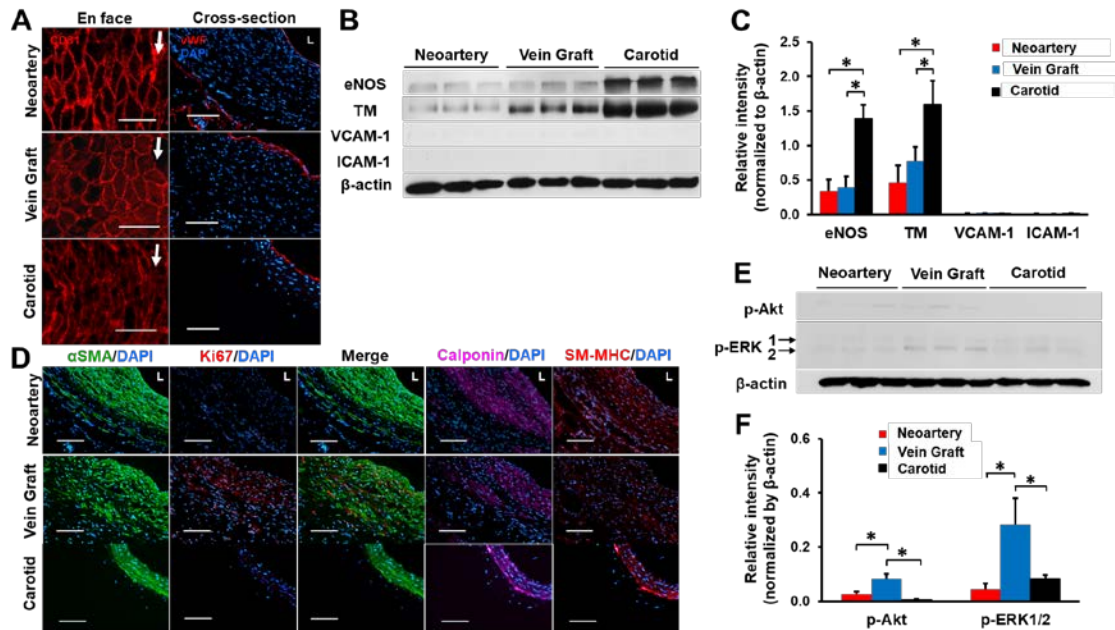 A
En face
Cross-section
CD31
vWF
DAPI
L
Neoartery
Vein Graft
Carotid
B
Neoartery
Vein Graft
Carotid
eNOS
TM
VCAM-1
ICAM-1
β-actin
C
Relative intensity
(normalized to β-actin)
2.5
2.0
1.5
1.0
0.5
0.0
Neoartery
Vein Graft
Carotid
*
*
*
*
eNOS
TM
VCAM-1
ICAM-1
D
αSMA/DAPI
Ki67/DAPI
Merge
Calponin/DAPI
SM-MHC/DAPI
L
L
L
L
L
Neoartery
Vein Graft
Carotid
E
Neoartery
Vein Graft
Carotid
p-Akt
p-ERK
1
2
β-actin
F
Relative intensity
(normalized by β-actin)
0.6
0.4
0.2
0.0
Neoartery
Vein Graft
Carotid
*
*
*
*
p-Akt
p-ERK1/2